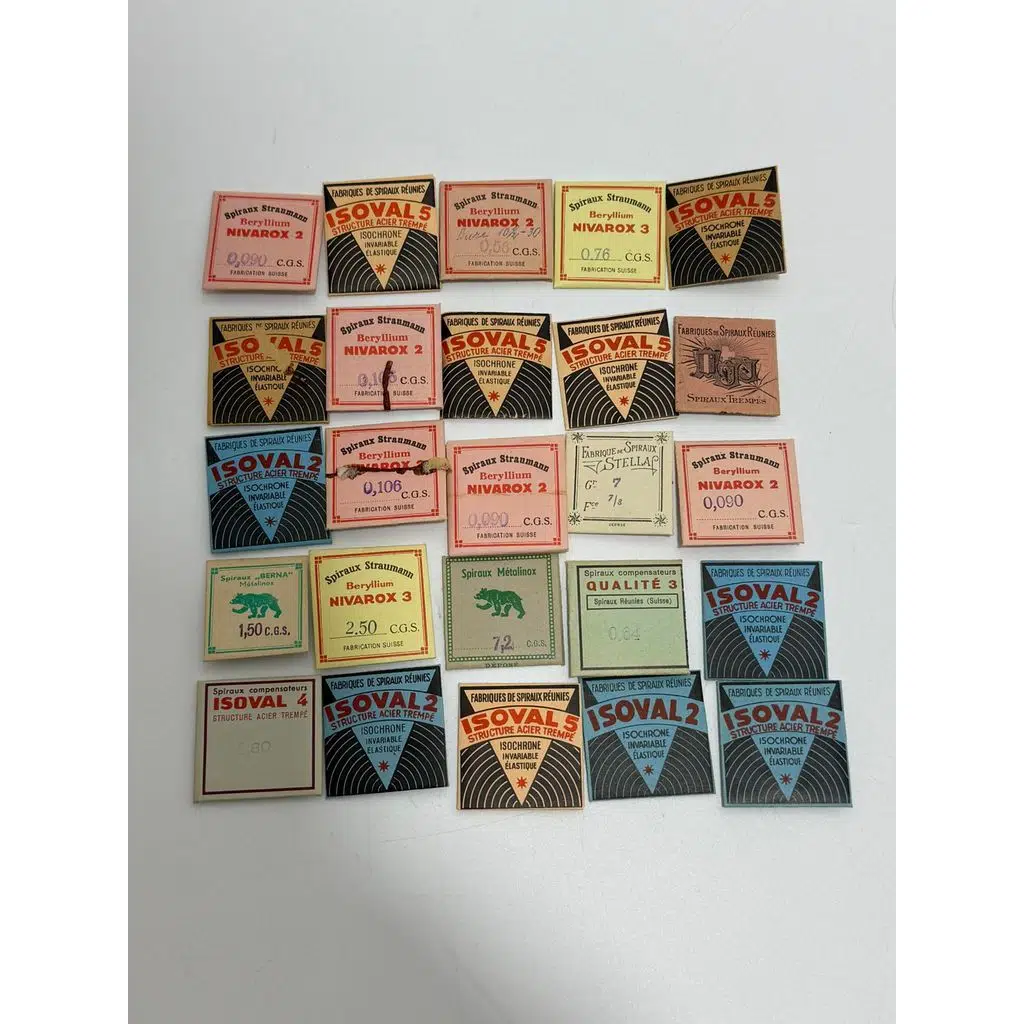 Spiraux Straumann
Beryllium
NIVAROX 2
0,090 C.G.S.
FABRICATION SUISSE
FABRIQUES DE SPIRAUX RÉUNIES
ISOVAL 5
STRUCTURE ACIER TREMPÉ
ISOCHRONE
INVARIABLE
ÉLASTIQUE
Spiraux Straumann
Beryllium
NIVAROX 2
0,56 C.G.S.
FABRICATION SUISSE
Spiraux Straumann
Beryllium
NIVAROX 3
0.76 C.G.S.
FABRICATION SUISSE
FABRIQUES DE SPIRAUX RÉUNIES
ISOVAL 5
STRUCTURE ACIER TREMPÉ
ISOCHRONE
INVARIABLE
ÉLASTIQUE
FABRIQUES DE SPIRAUX RÉUNIES
ISOVAL 5
STRUCTURE TREMPÉ
INVARIABLE
ÉLASTIQUE
Spiraux Straumann
Beryllium
NIVAROX 2
C.G.S.
FABRICATION SUISSE
FABRIQUES DE SPIRAUX RÉUNIES
ISOVAL 5
STRUCTURE ACIER TREMPÉ
ISOCHRONE
INVARIABLE
ÉLASTIQUE
FABRIQUES DE SPIRAUX RÉUNIES
ISOVAL 5
STRUCTURE ACIER TREMPÉ
ISOCHRONE
INVARIABLE
ÉLASTIQUE
FABRIQUES DE SPIRAUX RÉUNIES
SPIRAUX TREMPÉS
FABRIQUES DE SPIRAUX RÉUNIES
ISOVAL 2
STRUCTURE ACIER TREMPÉ
ISOCHRONE
INVARIABLE
ÉLASTIQUE
Spiraux Straumann
Beryllium
NIVAROX
0,106 C.G.S.
FABRICATION SUISSE
Spiraux Straumann
Beryllium
NIVAROX 2
0,090 C.G.S.
FABRICATION SUISSE
FABRIQUE DE SPIRAUX
STELLA
Gr 7
Fce 7/8
DÉPOSÉ
Spiraux Straumann
Beryllium
NIVAROX 2
0,090 C.G.S.
FABRICATION SUISSE
Spiraux „BERNA"
Métalinox
1,50 C.G.S.
Spiraux Straumann
Beryllium
NIVAROX 3
2.50 C.G.S.
FABRICATION SUISSE
Spiraux Métalinox
7,2 C.G.S.
DÉPOSÉ
Spiraux compensateurs
QUALITÉ 3
Spiraux Réunies (Suisse)
0,64
FABRIQUES DE SPIRAUX RÉUNIES
ISOVAL 2
STRUCTURE ACIER TREMPÉ
ISOCHRONE
INVARIABLE
ÉLASTIQUE
Spiraux compensateurs
ISOVAL 4
STRUCTURE ACIER TREMPÉ
FABRIQUES DE SPIRAUX RÉUNIES
ISOVAL 2
STRUCTURE ACIER TREMPÉ
ISOCHRONE
INVARIABLE
ÉLASTIQUE
FABRIQUES DE SPIRAUX RÉUNIES
ISOVAL 5
STRUCTURE ACIER TREMPÉ
ISOCHRONE
INVARIABLE
ÉLASTIQUE
FABRIQUES DE SPIRAUX RÉUNIES
ISOVAL 2
ISOCHRONE
INVARIABLE
ÉLASTIQUE
FABRIQUES DE SPIRAUX RÉUNIES
ISOVAL 2
STRUCTURE ACIER TREMPÉ
ISOCHRONE
INVARIABLE
ÉLASTIQUE